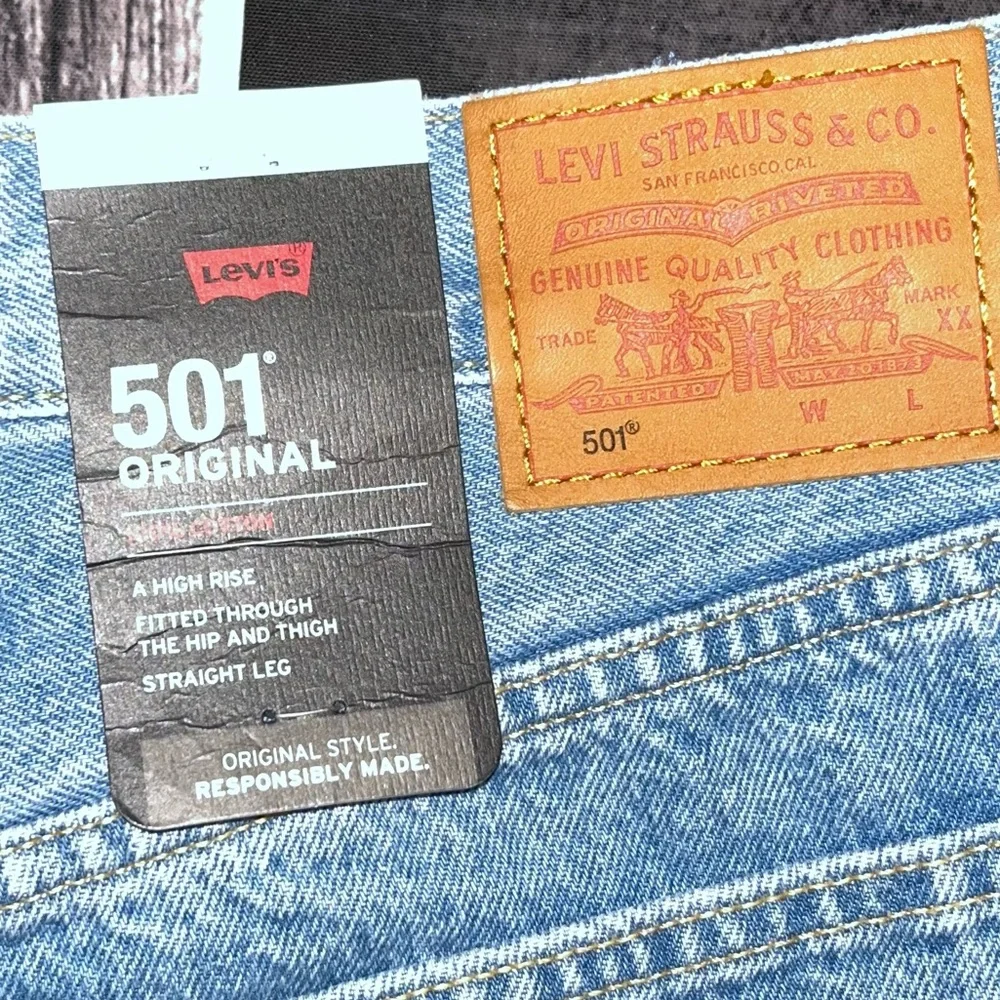 Levi's®
501®
ORIGINAL
A HIGH RISE
FITTED THROUGH
THE HIP AND THIGH
STRAIGHT LEG
ORIGINAL STYLE.
RESPONSIBLY MADE.
LEVI STRAUSS & CO.
SAN FRANCISCO, CAL.
ORIGINAL RIVETED
GENUINE QUALITY CLOTHING
TRADE MARK
XX
PATENTED MAY 20 1873
W L
501®